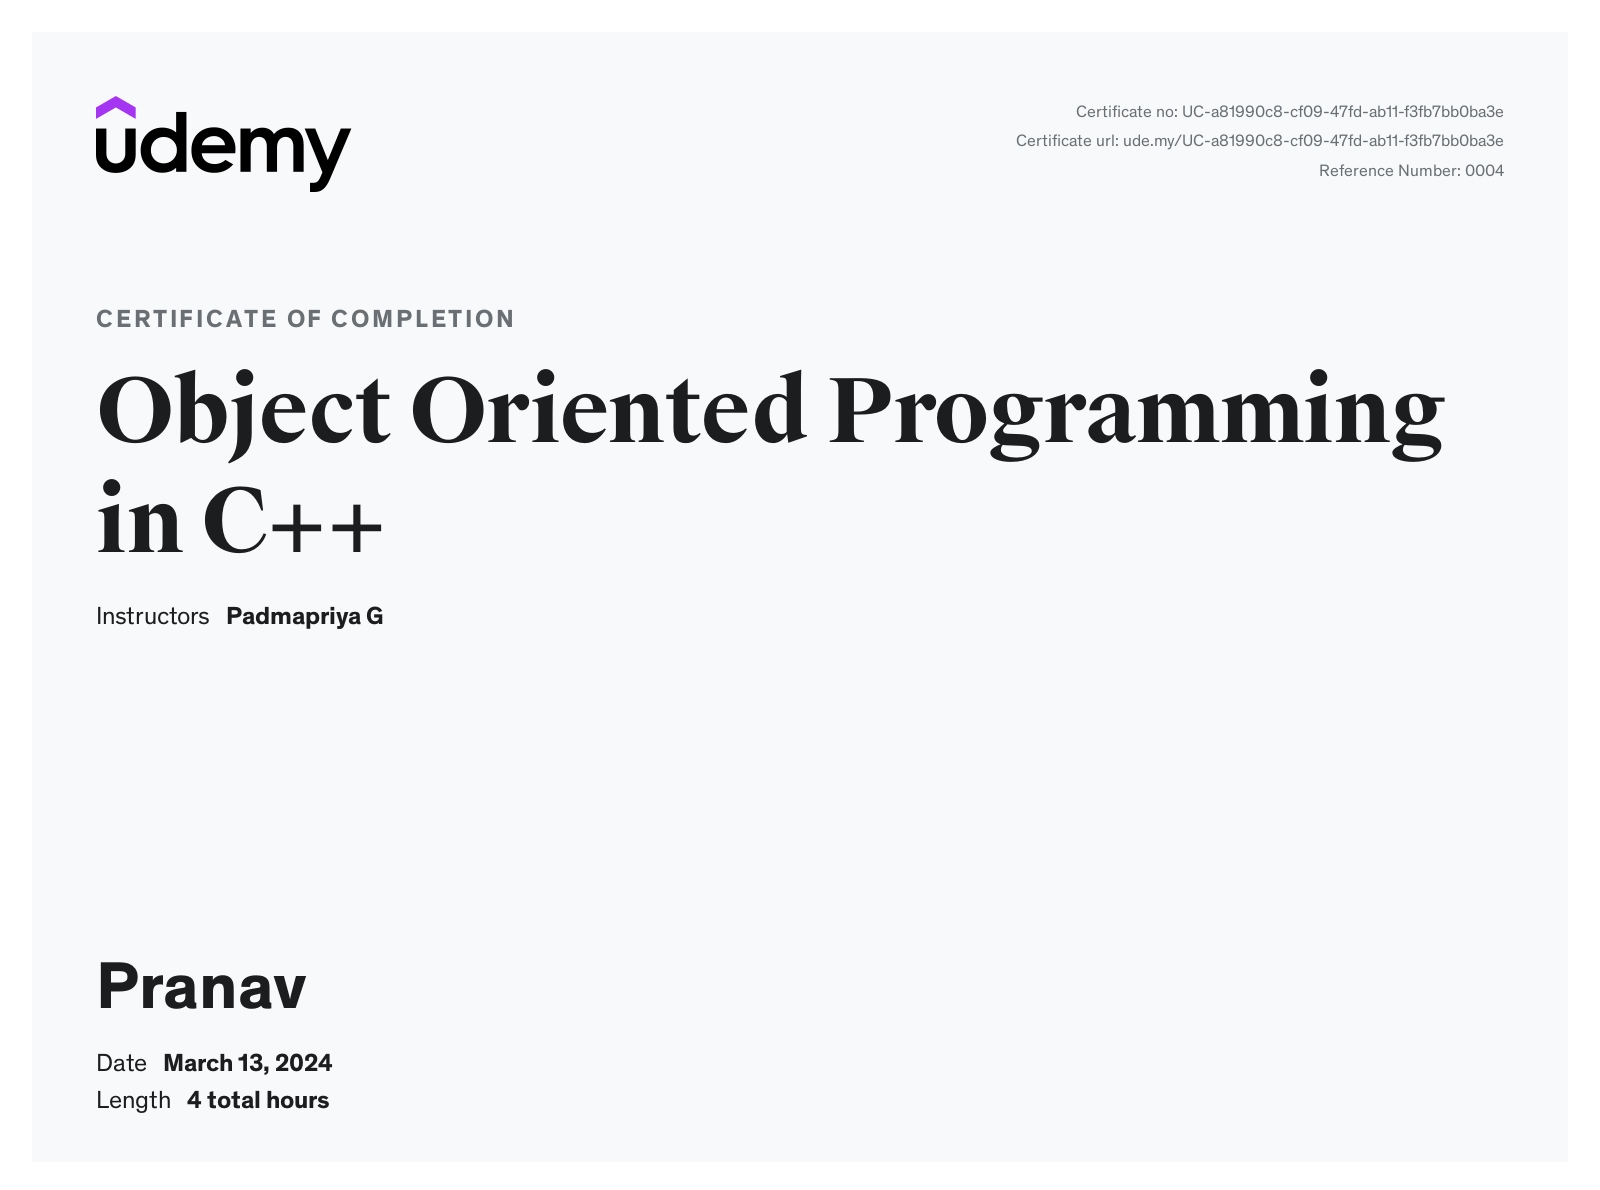 udemy
Certificate no: UC-a81990c8-cf09-47fd-ab11-f3fb7bb0ba3e
Certificate url: ude.my/UC-a81990c8-cf09-47fd-ab11-f3fb7bb0ba3e
Reference Number: 0004
CERTIFICATE OF COMPLETION
Object Oriented Programming
in C++
Instructors Padmapriya G
Pranav
Date March 13, 2024
Length 4 total hours